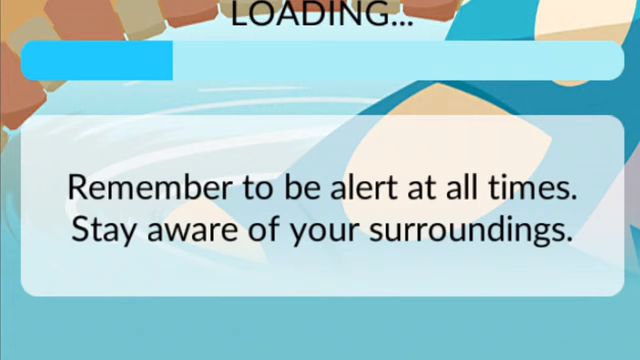 LOADING...
Remember to be alert at all times.
Stay aware of your surroundings.